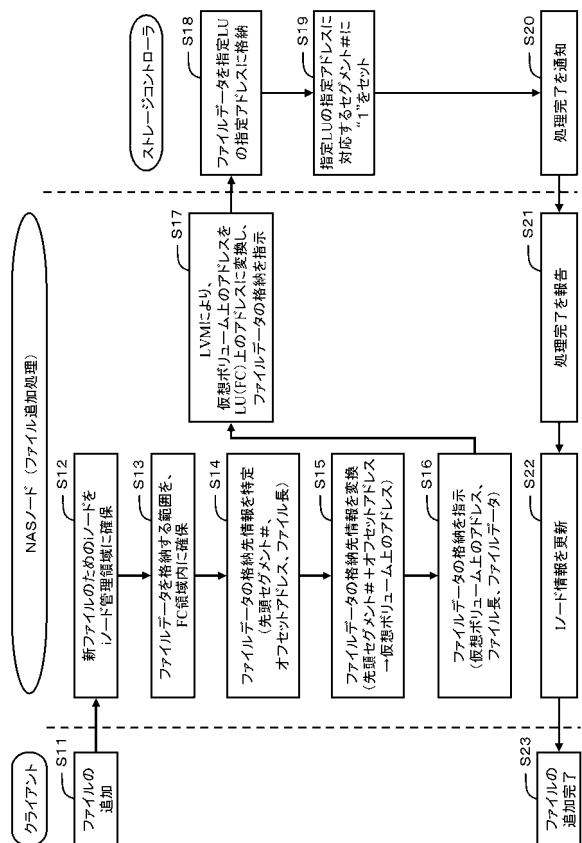 クライアント
NASノード（ファイル追加処理）
ストレージコントローラ
S11
ファイルの
追加
S12
新ファイルのためのiノードを
iノード管理領域に確保
S13
ファイルデータを格納する範囲を、
FC領域内に確保
S14
ファイルデータの格納先情報を特定
（先頭セグメント#、
オフセットアドレス、ファイル長）
S15
ファイルデータの格納先情報を変換
（先頭セグメント#＋オフセットアドレス
→仮想ボリューム上のアドレス）
S16
ファイルデータの格納を指示
（仮想ボリューム上のアドレス、
ファイル長、ファイルデータ）
S17
LVMにより、
仮想ボリューム上のアドレスを
LU(FC)上のアドレスに変換し、
ファイルデータの格納を指示
S18
ファイルデータを指定LU
の指定アドレスに格納
S19
指定LUの指定アドレスに
対応するセグメント#に
“1”をセット
S20
処理完了を通知
S21
処理完了を報告
S22
Iノード情報を更新
S23
ファイルの
追加完了